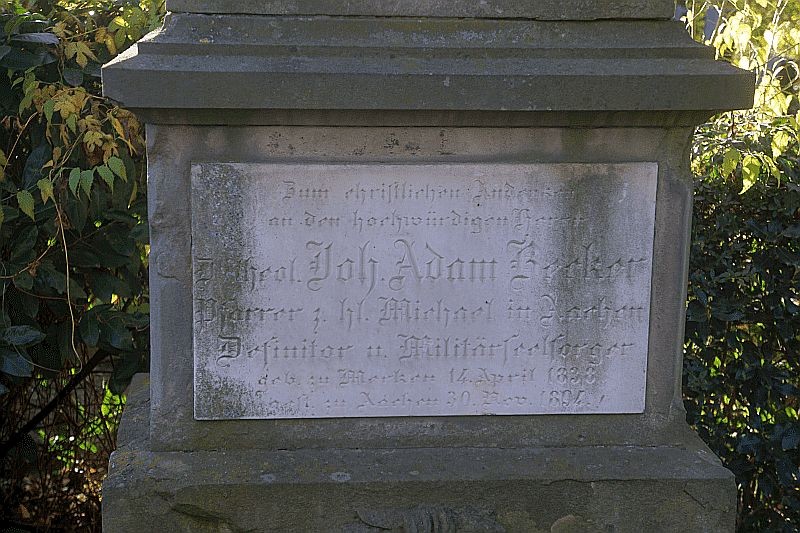 Zum christlichen Andenken
an den hochwürdigen Herrn
Dr. theol. Joh. Adam Becker
Pfarrer z. hl. Michael in Aachen
Definitor u. Militärseelsorger
geb. zu Merken 14. April 1833
gest. zu Aachen 30. Nov. 1894